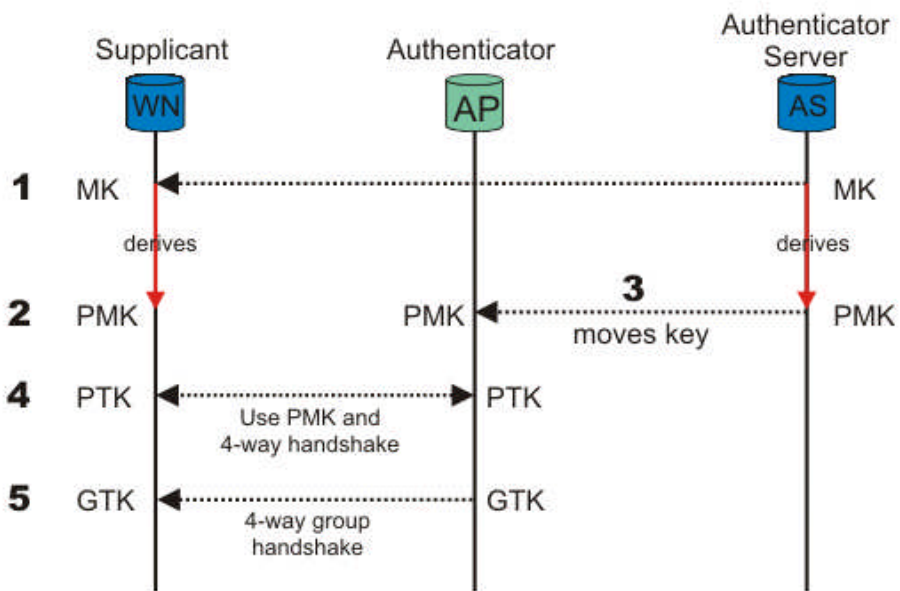 Supplicant
Authenticator
Authenticator
Server
WN
AP
AS
1
MK
MK
derives
derives
2
PMK
PMK
3
moves key
PMK
4
PTK
PTK
Use PMK and
4-way handshake
5
GTK
GTK
4-way group
handshake